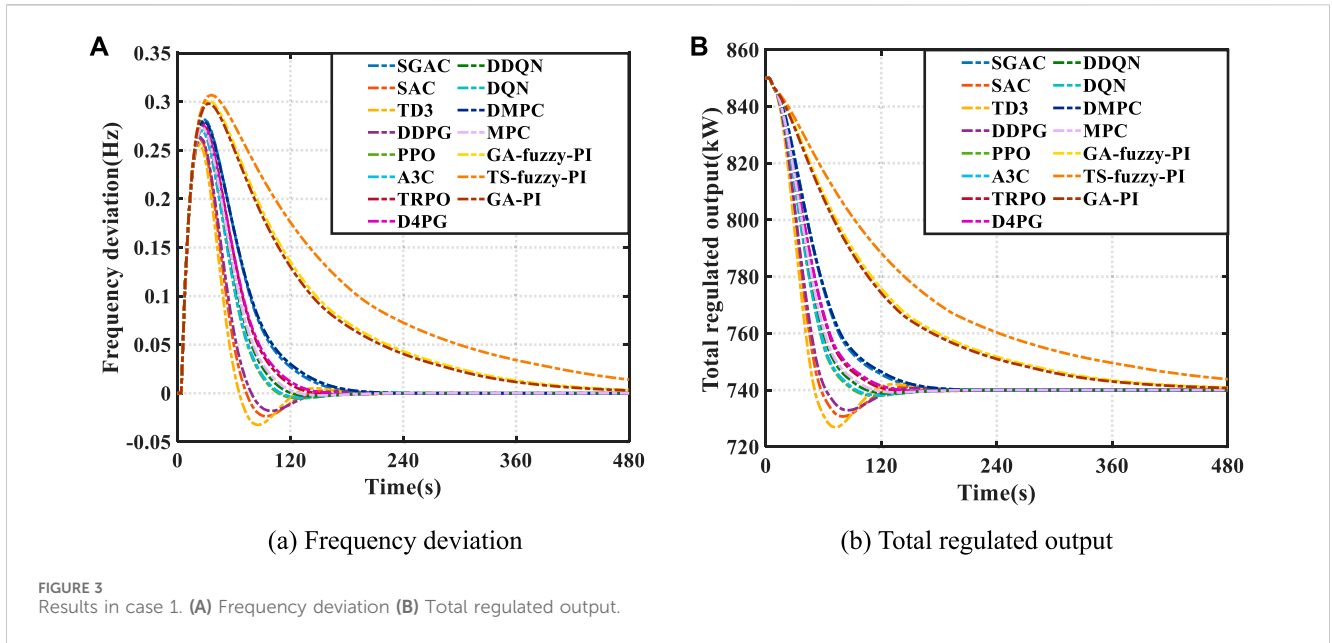 A
0.35
0.3
0.25
0.2
0.15
0.1
0.05
0
-0.05
Frequency deviation(Hz)
SGAC DDQN
SAC DQN
TD3 DMPC
DDPG MPC
PPO GA-fuzzy-PI
A3C TS-fuzzy-PI
TRPO GA-PI
D4PG
0 120 240 360 480
Time(s)
(a) Frequency deviation
B
860
840
820
800
780
760
740
720
Total regulated output(kW)
SGAC DDQN
SAC DQN
TD3 DMPC
DDPG MPC
PPO GA-fuzzy-PI
A3C TS-fuzzy-PI
TRPO GA-PI
D4PG
0 120 240 360 480
Time(s)
(b) Total regulated output
FIGURE 3
Results in case 1. (A) Frequency deviation (B) Total regulated output.